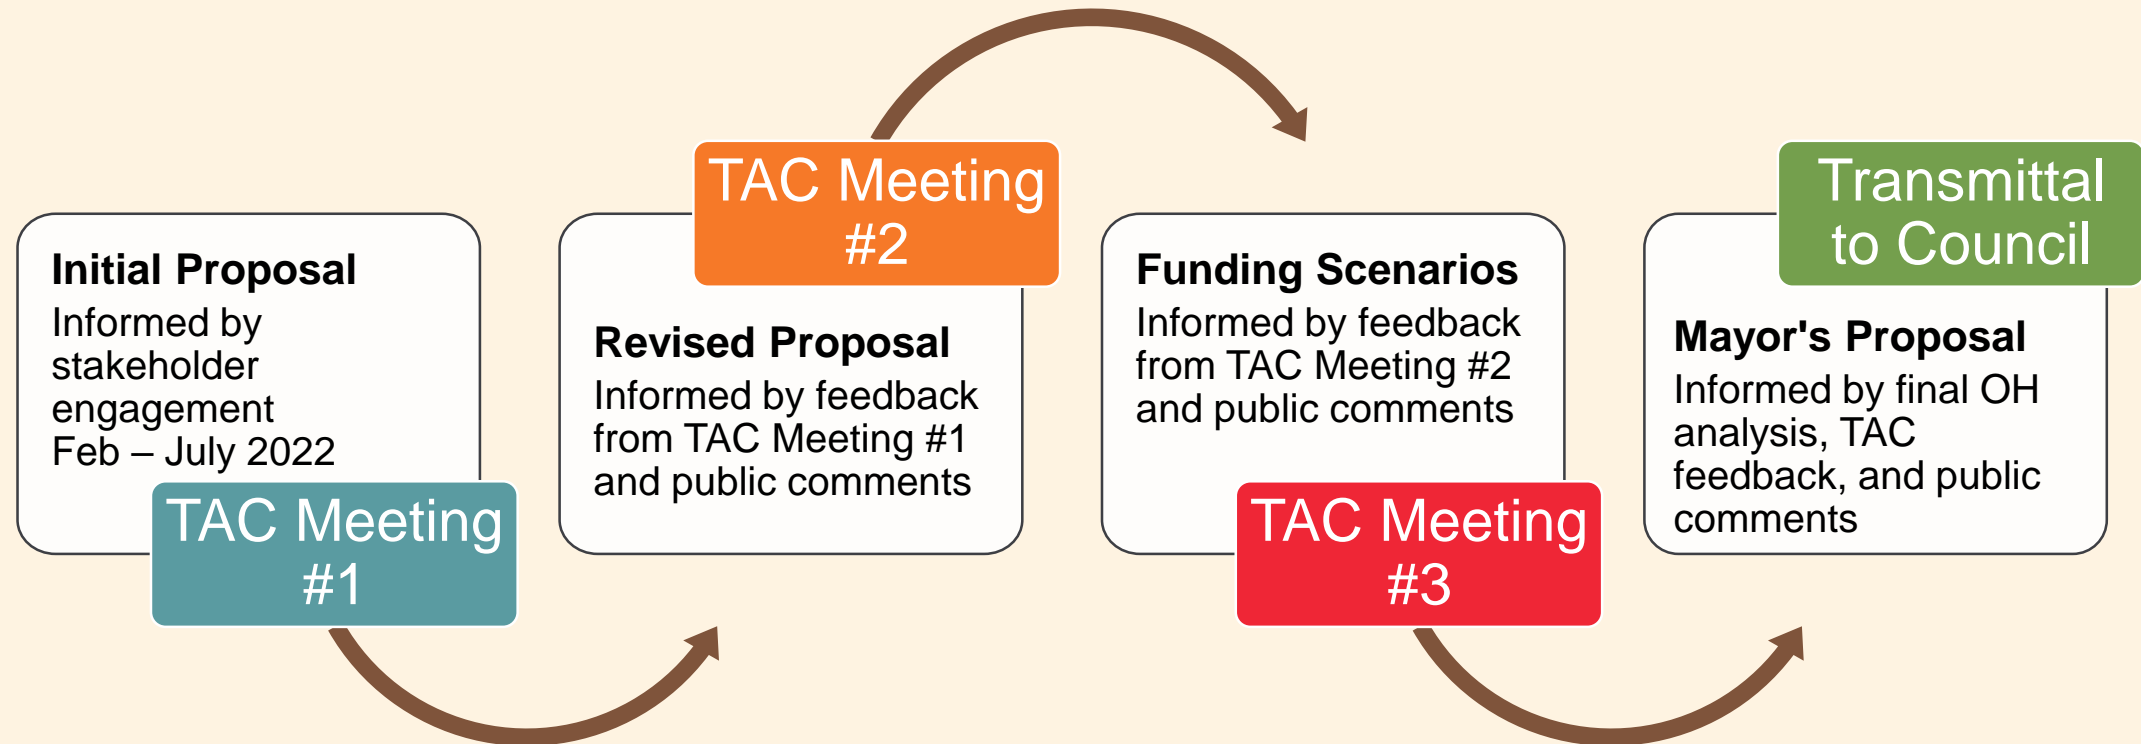 Initial Proposal
Informed by
stakeholder
engagement
Feb – July 2022
TAC Meeting
#1
TAC Meeting
#2
Revised Proposal
Informed by feedback
from TAC Meeting #1
and public comments
Funding Scenarios
Informed by feedback
from TAC Meeting #2
and public comments
TAC Meeting
#3
Transmittal
to Council
Mayor's Proposal
Informed by final OH
analysis, TAC
feedback, and public
comments